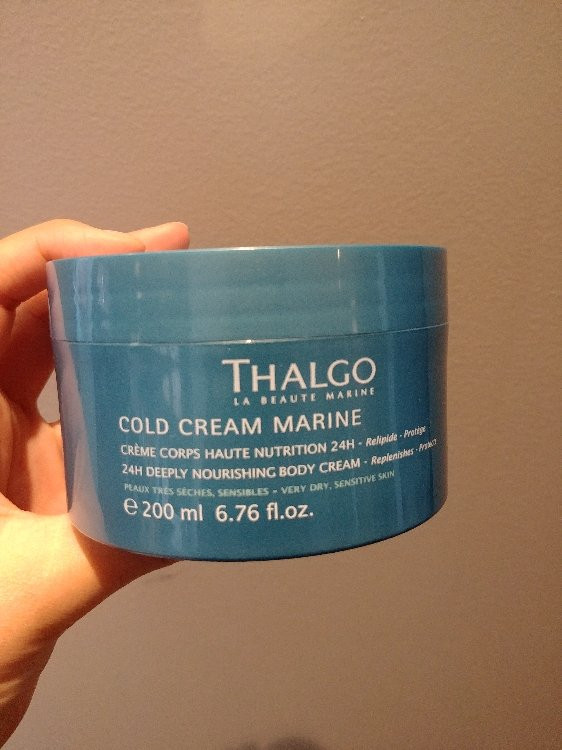 THALGO
LA BEAUTE MARINE
COLD CREAM MARINE
CRÈME CORPS HAUTE NUTRITION 24H - Relipide - Protège
24H DEEPLY NOURISHING BODY CREAM - Replenishes - Protects
PEAUX TRÈS SÈCHES, SENSIBLES - VERY DRY, SENSITIVE SKIN
℮ 200 ml 6.76 fl.oz.